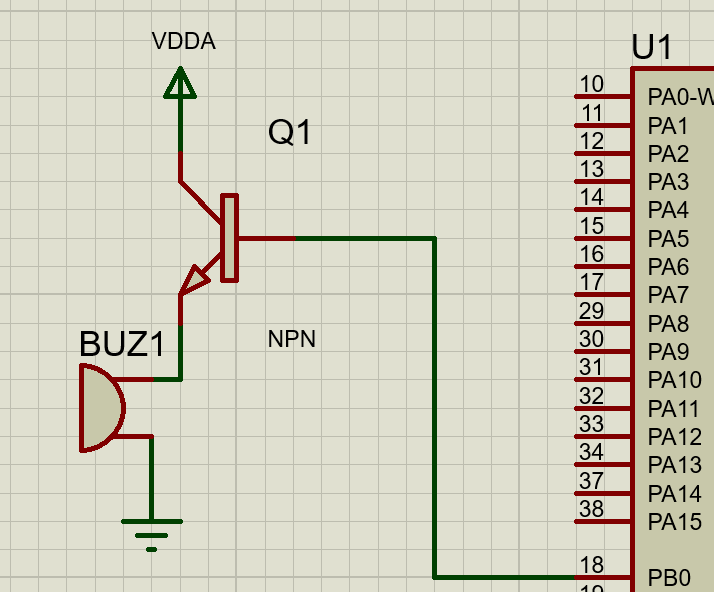 VDDA
U1
Q1
10
PA0-W
11
PA1
12
PA2
13
PA3
14
PA4
15
PA5
16
PA6
17
PA7
29
PA8
NPN
BUZ1
30
PA9
31
PA10
32
PA11
33
PA12
34
PA13
37
PA14
38
PA15
18
PB0